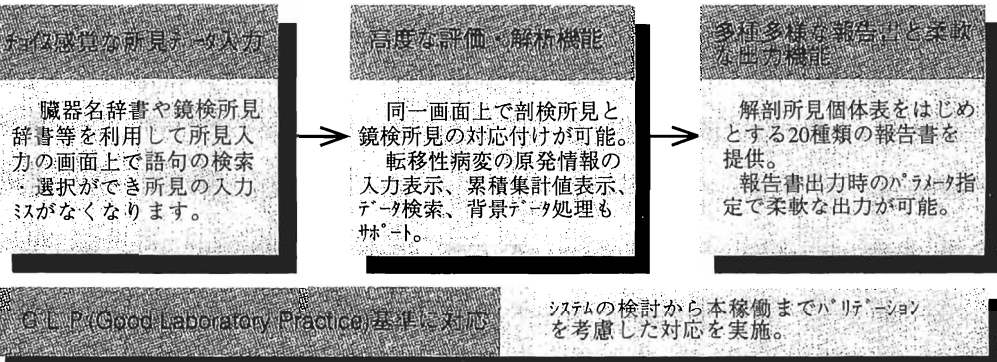 ﾁｮｲｽ感覚な所見ﾃﾞｰﾀ入力
臓器名辞書や鏡検所見
辞書等を利用して所見入
力の画面上で語句の検索
・選択ができ所見の入力
ﾐｽがなくなります。
高度な評価・解析機能
同一画面上で剖検所見と
鏡検所見の対応付けが可能。
転移性病変の原発情報の
入力表示、累積集計値表示、
ﾃﾞｰﾀ検索、背景ﾃﾞｰﾀ処理も
ｻﾎﾟｰﾄ。
多種多様な報告書と柔軟
な出力機能
解剖所見個体表をはじめ
とする20種類の報告書を
提供。
報告書出力時のﾊﾟﾗﾒｰﾀ指
定で柔軟な出力が可能。
ＧＬＰ(Good Laboratory Practice)基準に対応
ｼｽﾃﾑの検討から本稼働までﾊﾞﾘﾃﾞｰｼｮﾝ
を考慮した対応を実施。